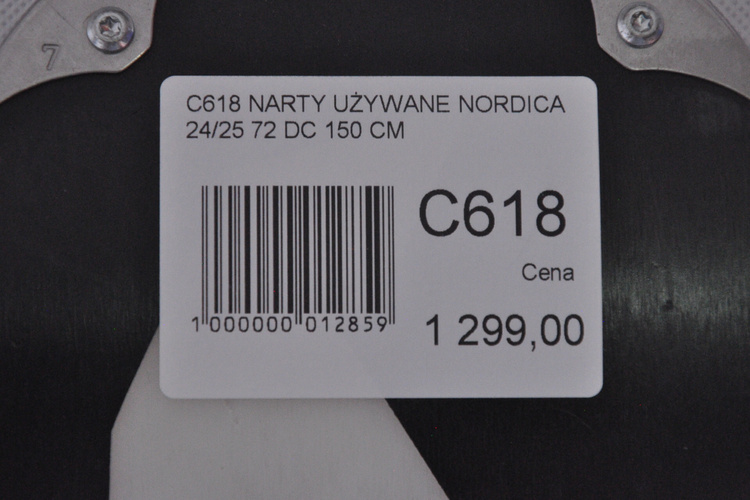 7
C618 NARTY UŻYWANE NORDICA
24/25 72 DC 150 CM
C618
Cena
1 299,00
1 000000 012859